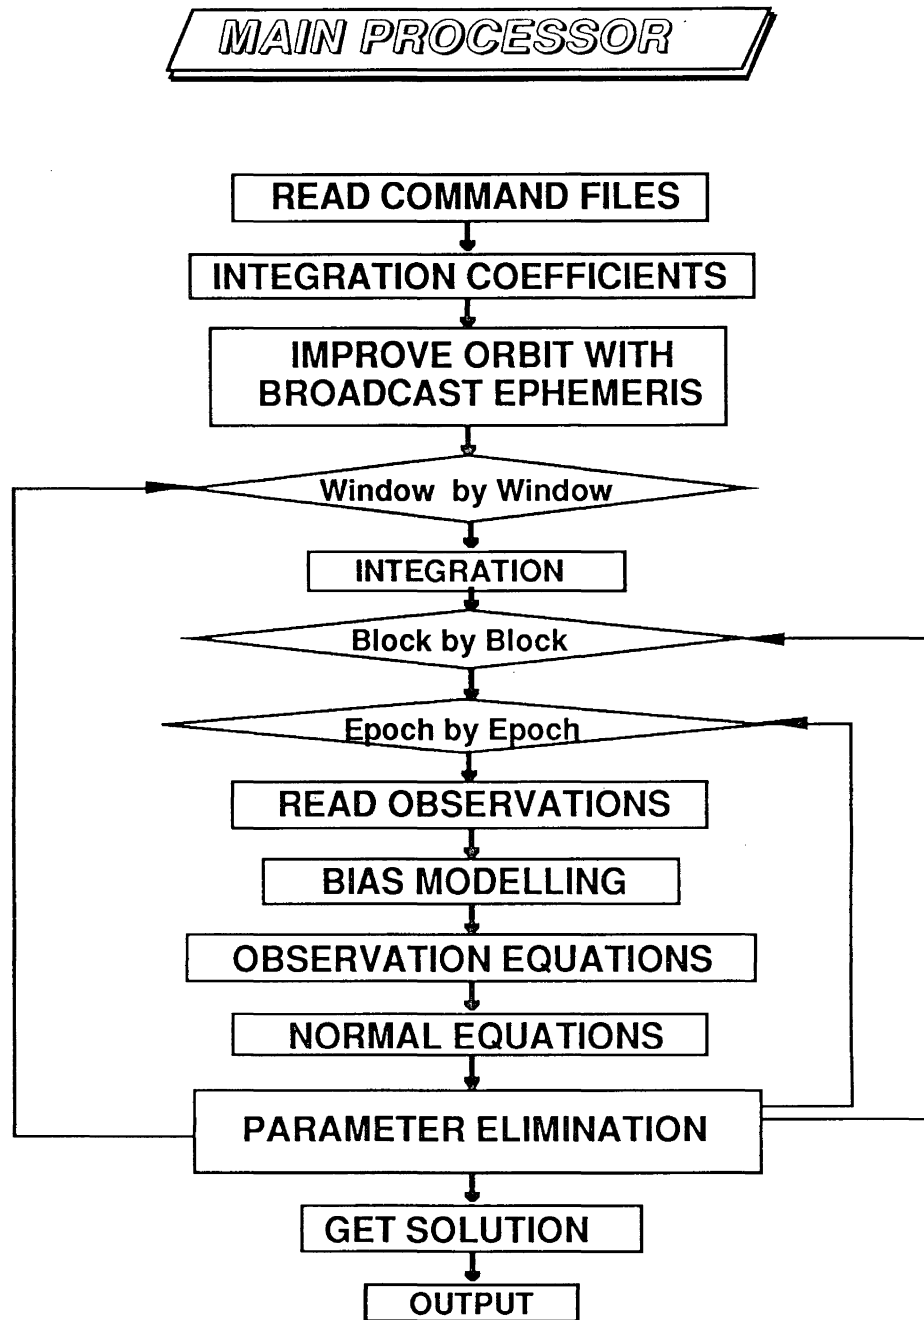 MAIN PROCESSOR
READ COMMAND FILES
INTEGRATION COEFFICIENTS
IMPROVE ORBIT WITH
BROADCAST EPHEMERIS
Window by Window
INTEGRATION
Block by Block
Epoch by Epoch
READ OBSERVATIONS
BIAS MODELLING
OBSERVATION EQUATIONS
NORMAL EQUATIONS
PARAMETER ELIMINATION
GET SOLUTION
OUTPUT